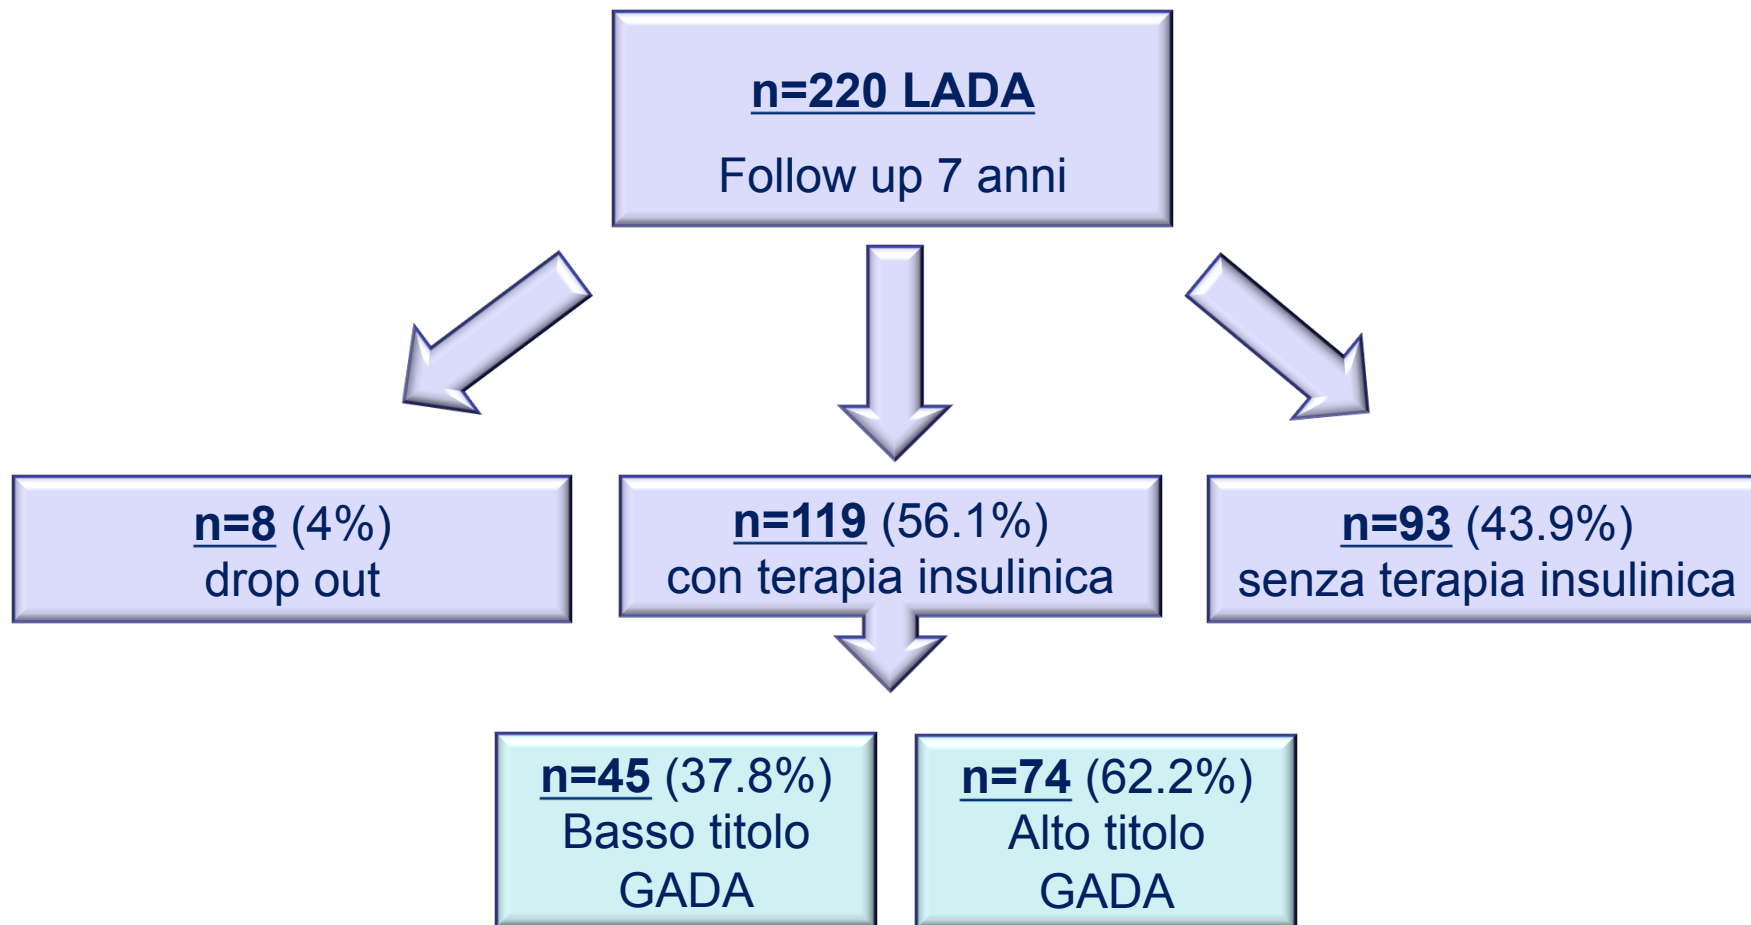 n=220 LADA
Follow up 7 anni
n=8 (4%)
drop out
n=119 (56.1%)
con terapia insulinica
n=93 (43.9%)
senza terapia insulinica
n=45 (37.8%)
Basso titolo
GADA
n=74 (62.2%)
Alto titolo
GADA